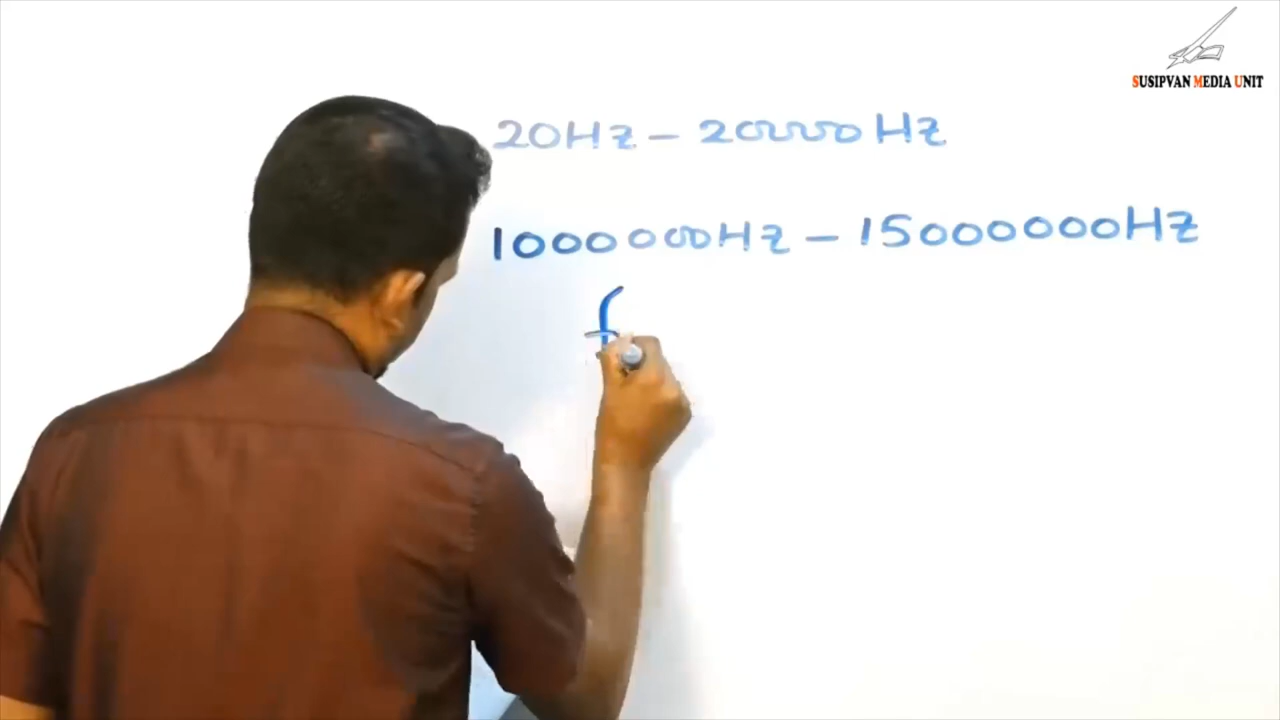 SUSIPVAN MEDIA UNIT
20Hz – 20000Hz
1000000Hz – 15000000Hz
f